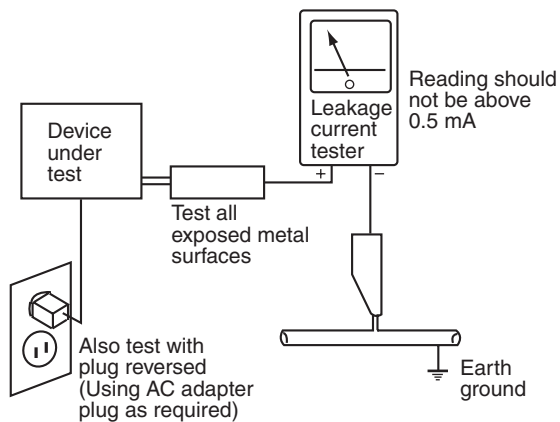 Device
under
test
Leakage
current
tester
+ −
Reading should
not be above
0.5 mA
Test all
exposed metal
surfaces
Also test with
plug reversed
(Using AC adapter
plug as required)
Earth
ground